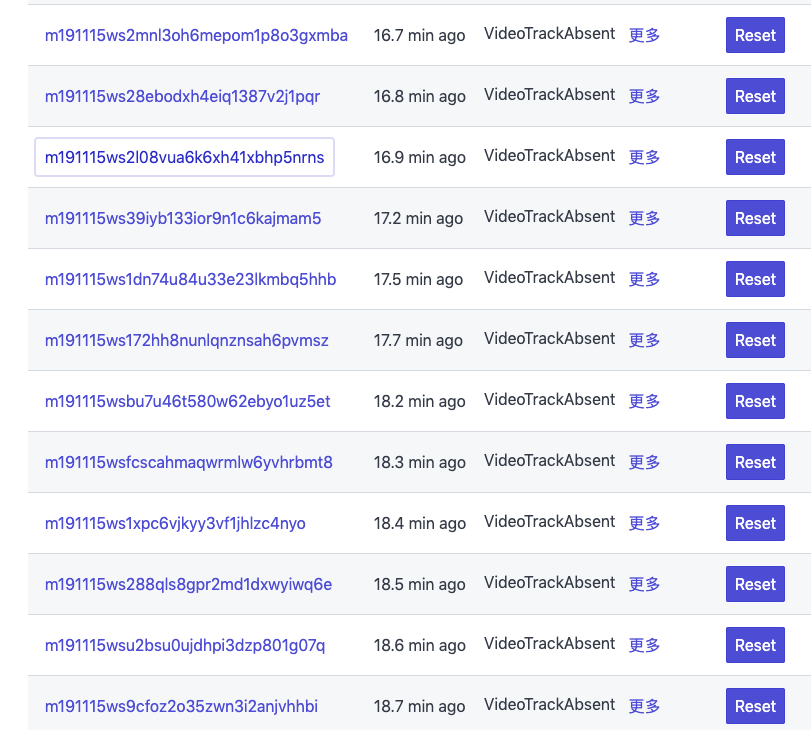 m191115ws2mnl3oh6mepom1p8o3gxmba 16.7 min ago VideoTrackAbsent 更多 Reset
m191115ws28ebodxh4eiq1387v2j1pqr 16.8 min ago VideoTrackAbsent 更多 Reset
m191115ws2l08vua6k6xh41xbhp5nrns 16.9 min ago VideoTrackAbsent 更多 Reset
m191115ws39iyb133ior9n1c6kajmam5 17.2 min ago VideoTrackAbsent 更多 Reset
m191115ws1dn74u84u33e23lkmbq5hhb 17.5 min ago VideoTrackAbsent 更多 Reset
m191115ws172hh8nunlqnznsah6pvmsz 17.7 min ago VideoTrackAbsent 更多 Reset
m191115wsbu7u46t580w62ebyo1uz5et 18.2 min ago VideoTrackAbsent 更多 Reset
m191115wsfcscahmaqwrmlw6yvhrbmt8 18.3 min ago VideoTrackAbsent 更多 Reset
m191115ws1xpc6vjkyy3vf1jhlzc4nyo 18.4 min ago VideoTrackAbsent 更多 Reset
m191115ws288qls8gpr2md1dxwyiwq6e 18.5 min ago VideoTrackAbsent 更多 Reset
m191115wsu2bsu0ujdhpi3dzp801g07q 18.6 min ago VideoTrackAbsent 更多 Reset
m191115ws9cfoz2o35zwn3i2anjvhhbi 18.7 min ago VideoTrackAbsent 更多 Reset